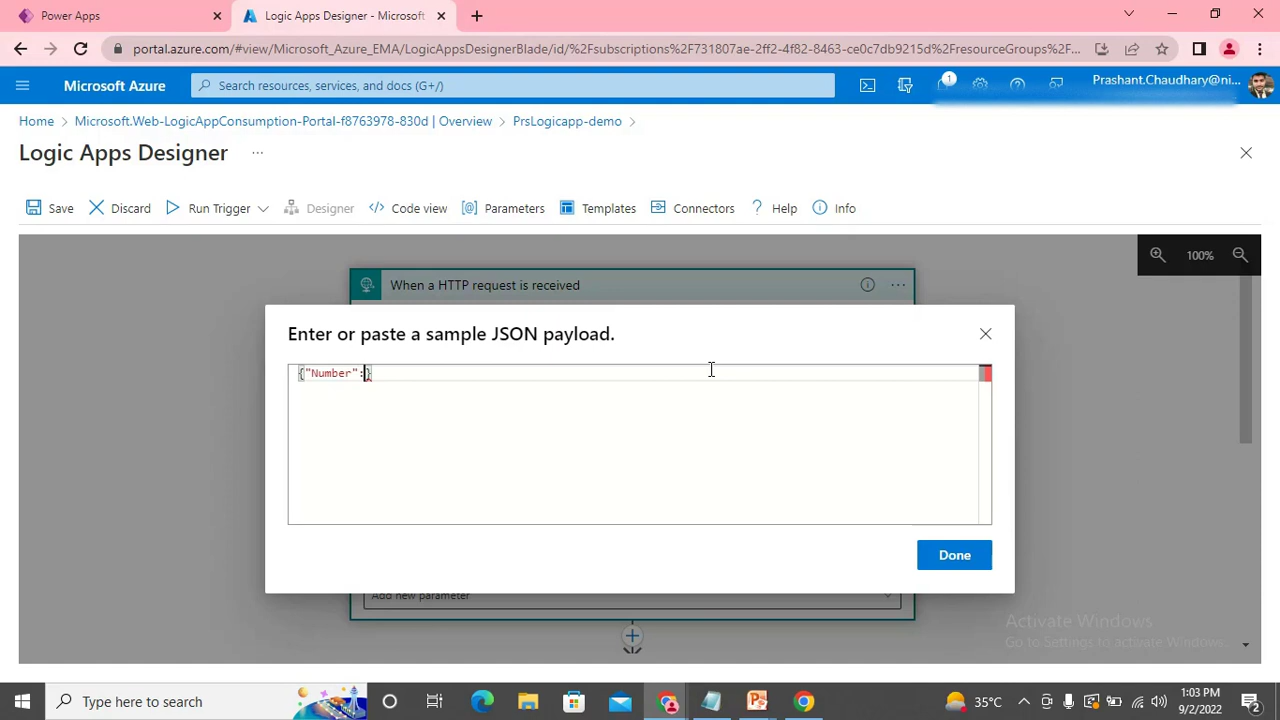 Power Apps
Logic Apps Designer - Microsoft
portal.azure.com/#view/Microsoft_Azure_EMA/LogicAppsDesignerBlade/id/%2Fsubscriptions%2F731807ae-2ff2-4f82-8463-ce0c7db9215d%2FresourceGroups%2F...
Microsoft Azure
Search resources, services, and docs (G+/)
1
Prashant.Chaudhary@ni...
Home > Microsoft.Web-LogicAppConsumption-Portal-f8763978-830d | Overview > PrsLogicapp-demo >
Logic Apps Designer ...
Save Discard Run Trigger Designer Code view Parameters Templates Connectors Help Info
100%
When a HTTP request is received
Enter or paste a sample JSON payload.
{"Number":}
Done
Add new parameter
Activate Windows
Go to Settings to activate Windows.
Type here to search
35°C
1:03 PM
9/2/2022
2